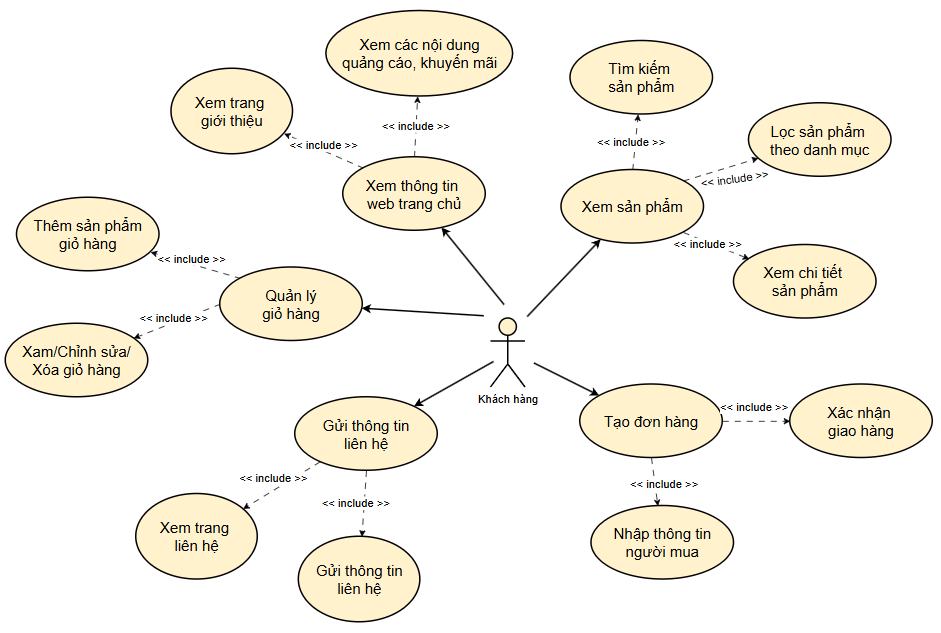 Xem các nội dung
quảng cáo, khuyến mãi
Tìm kiếm
sản phẩm
Xem trang
giới thiệu
<< include >>
<< include >>
<< include >>
Lọc sản phẩm
theo danh mục
Xem thông tin
web trang chủ
<< include >>
Xem sản phẩm
Thêm sản phẩm
giỏ hàng
<< include >>
<< include >>
Xem chi tiết
sản phẩm
Quản lý
giỏ hàng
<< include >>
Xam/Chỉnh sửa/
Xóa giỏ hàng
Khách hàng
<< include >>
Xác nhận
giao hàng
Tạo đơn hàng
Gửi thông tin
liên hệ
<< include >>
<< include >>
<< include >>
Xem trang
liên hệ
Nhập thông tin
người mua
Gửi thông tin
liên hệ